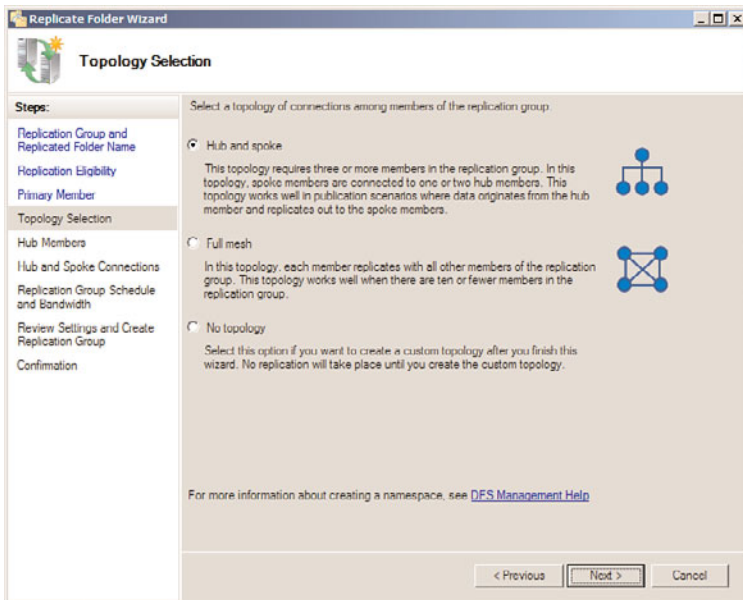 Replicate Folder Wizard
Topology Selection
Steps:
Replication Group and
Replicated Folder Name
Replication Eligibility
Primary Member
Topology Selection
Hub Members
Hub and Spoke Connections
Replication Group Schedule
and Bandwidth
Review Settings and Create
Replication Group
Confirmation
Select a topology of connections among members of the replication group.
Hub and spoke
This topology requires three or more members in the replication group. In this
topology, spoke members are connected to one or two hub members. This
topology works well in publication scenarios where data originates from the hub
member and replicates out to the spoke members.
Full mesh
In this topology, each member replicates with all other members of the replication
group. This topology works well when there are ten or fewer members in the
replication group.
No topology
Select this option if you want to create a custom topology after you finish this
wizard. No replication will take place until you create the custom topology.
For more information about creating a namespace, see DFS Management Help
< Previous
Next >
Cancel